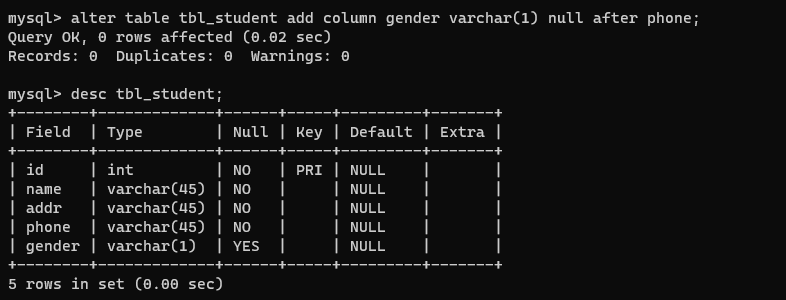 mysql> alter table tbl_student add column gender varchar(1) null after phone;
Query OK, 0 rows affected (0.02 sec)
Records: 0  Duplicates: 0  Warnings: 0

mysql> desc tbl_student;
+--------+-------------+------+-----+---------+-------+
| Field  | Type        | Null | Key | Default | Extra |
+--------+-------------+------+-----+---------+-------+
| id     | int         | NO   | PRI | NULL    |       |
| name   | varchar(45) | NO   |     | NULL    |       |
| addr   | varchar(45) | NO   |     | NULL    |       |
| phone  | varchar(45) | NO   |     | NULL    |       |
| gender | varchar(1)  | YES  |     | NULL    |       |
+--------+-------------+------+-----+---------+-------+
5 rows in set (0.00 sec)